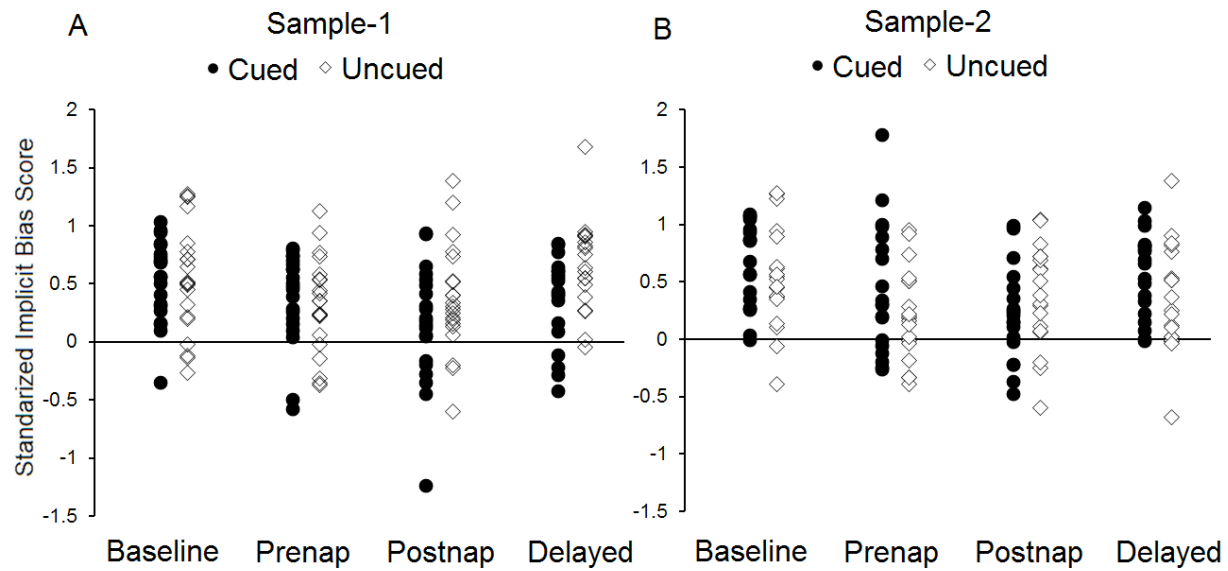 A Sample-1
● Cued ◇ Uncued
Standarized Implicit Bias Score
2
1.5
1
0.5
0
-0.5
-1
-1.5
Baseline Prenap Postnap Delayed
B Sample-2
● Cued ◇ Uncued
2
1.5
1
0.5
0
-0.5
-1
-1.5
Baseline Prenap Postnap Delayed